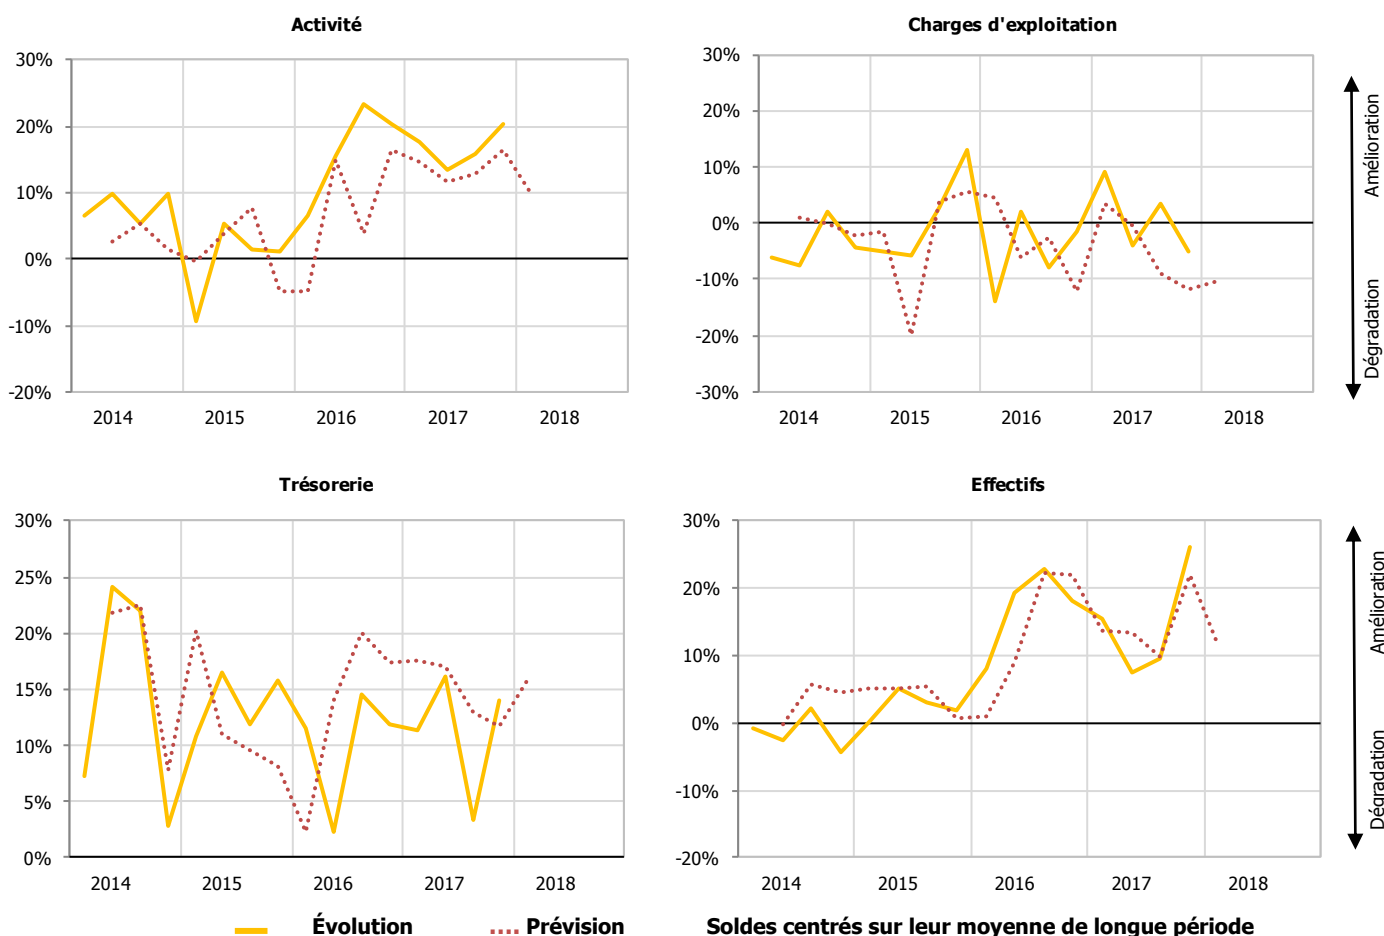 Activité
30%
20%
10%
0%
-10%
-20%
2014 2015 2016 2017 2018
Charges d'exploitation
30%
20%
10%
0%
-10%
-20%
-30%
2014 2015 2016 2017 2018
Amélioration
Dégradation
Trésorerie
30%
25%
20%
15%
10%
5%
0%
2014 2015 2016 2017 2018
Effectifs
30%
20%
10%
0%
-10%
-20%
2014 2015 2016 2017 2018
Amélioration
Dégradation
Évolution Prévision Soldes centrés sur leur moyenne de longue période